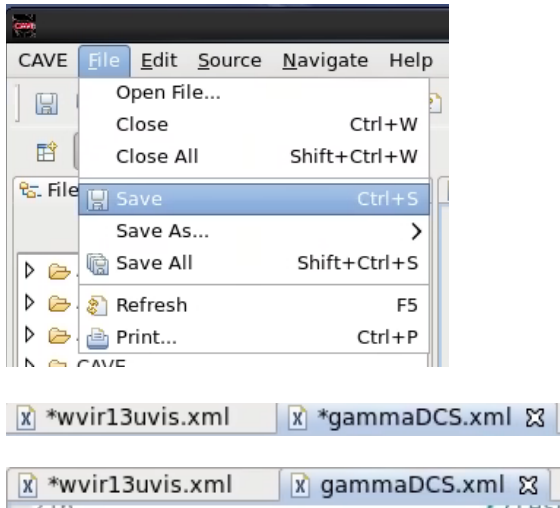 CAVE
CAVE File Edit Source Navigate Help
Open File...
Close Ctrl+W
Close All Shift+Ctrl+W
File
Save Ctrl+S
Save As...
Save All Shift+Ctrl+S
Refresh F5
Print... Ctrl+P
CAVE
*wvir13uvis.xml *gammaDCS.xml
*wvir13uvis.xml gammaDCS.xml